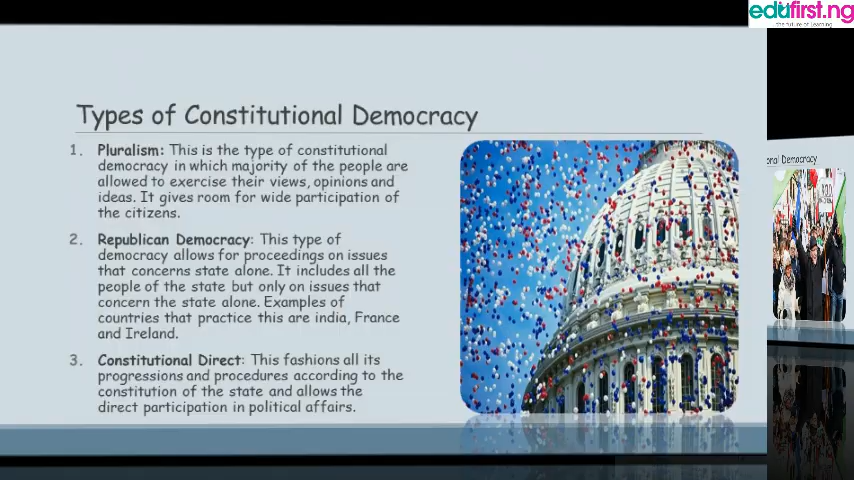 edufirst.ng
the future of learning
Types of Constitutional Democracy
1. Pluralism: This is the type of constitutional
democracy in which majority of the people are
allowed to exercise their views, opinions and
ideas. It gives room for wide participation of
the citizens.
2. Republican Democracy: This type of
democracy allows for proceedings on issues
that concerns state alone. It includes all the
people of the state but only on issues that
concern the state alone. Examples of
countries that practice this are india, France
and Ireland.
3. Constitutional Direct: This fashions all its
progressions and procedures according to the
constitution of the state and allows the
direct participation in political affairs.
onal Democracy